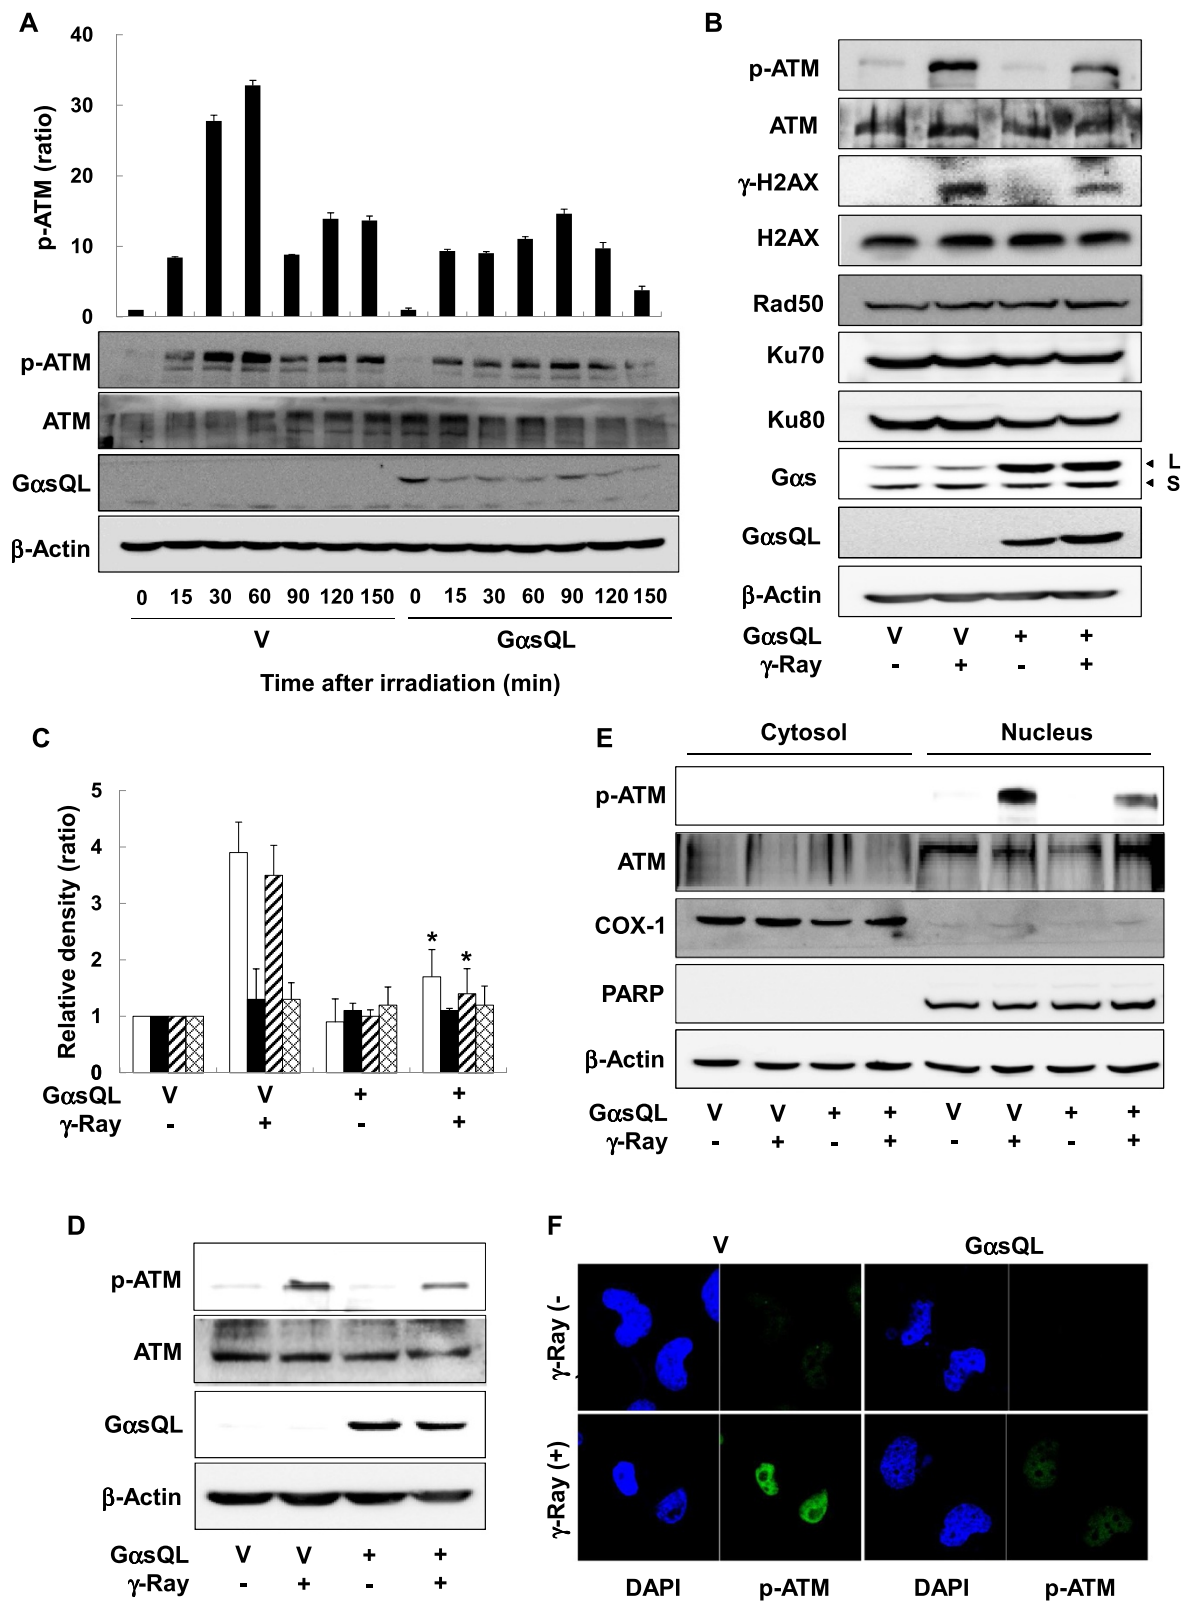 A
40
30
20
10
0
p-ATM (ratio)
p-ATM
ATM
GαsQL
β-Actin
0 15 30 60 90 120 150 0 15 30 60 90 120 150
V GαsQL
Time after irradiation (min)
B
p-ATM
ATM
γ-H2AX
H2AX
Rad50
Ku70
Ku80
Gαs
L
S
GαsQL
β-Actin
GαsQL V V + +
γ-Ray - + - +
C
5
4
3
2
1
0
Relative density (ratio)
* *
GαsQL V V + +
γ-Ray - + - +
E
Cytosol Nucleus
p-ATM
ATM
COX-1
PARP
β-Actin
GαsQL V V + + V V + +
γ-Ray - + - + - + - +
D
p-ATM
ATM
GαsQL
β-Actin
GαsQL V V + +
γ-Ray - + - +
F
V GαsQL
γ-Ray (-
γ-Ray (+)
DAPI p-ATM DAPI p-ATM